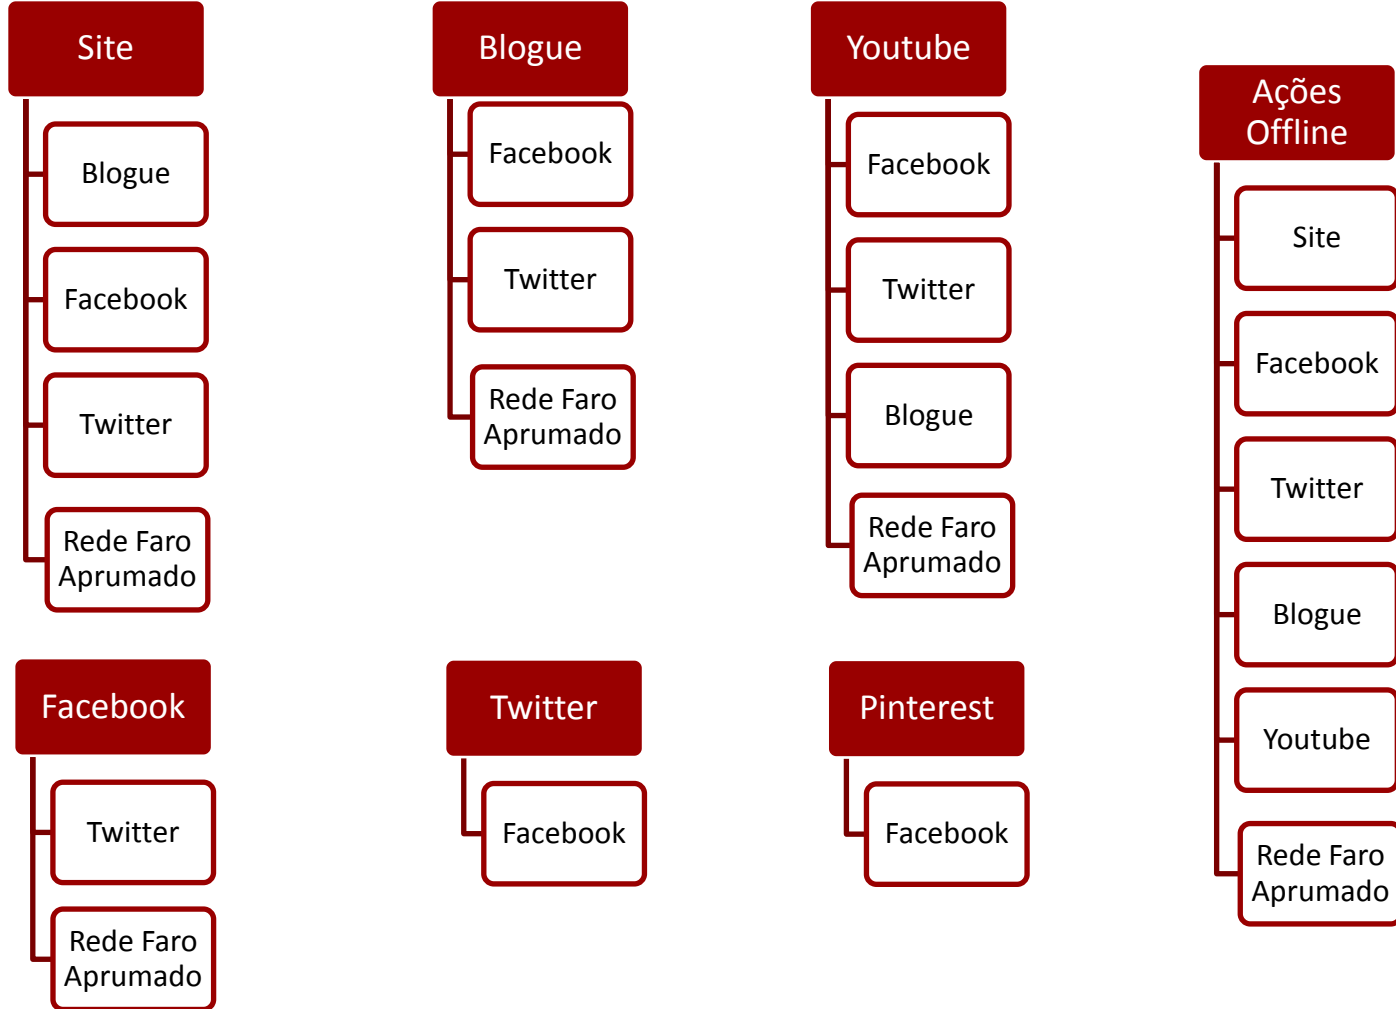 Site
Blogue
Facebook
Twitter
Rede Faro
Aprumado
Blogue
Facebook
Twitter
Rede Faro
Aprumado
Youtube
Facebook
Twitter
Blogue
Rede Faro
Aprumado
Ações
Offline
Site
Facebook
Twitter
Blogue
Youtube
Rede Faro
Aprumado
Facebook
Twitter
Rede Faro
Aprumado
Twitter
Facebook
Pinterest
Facebook